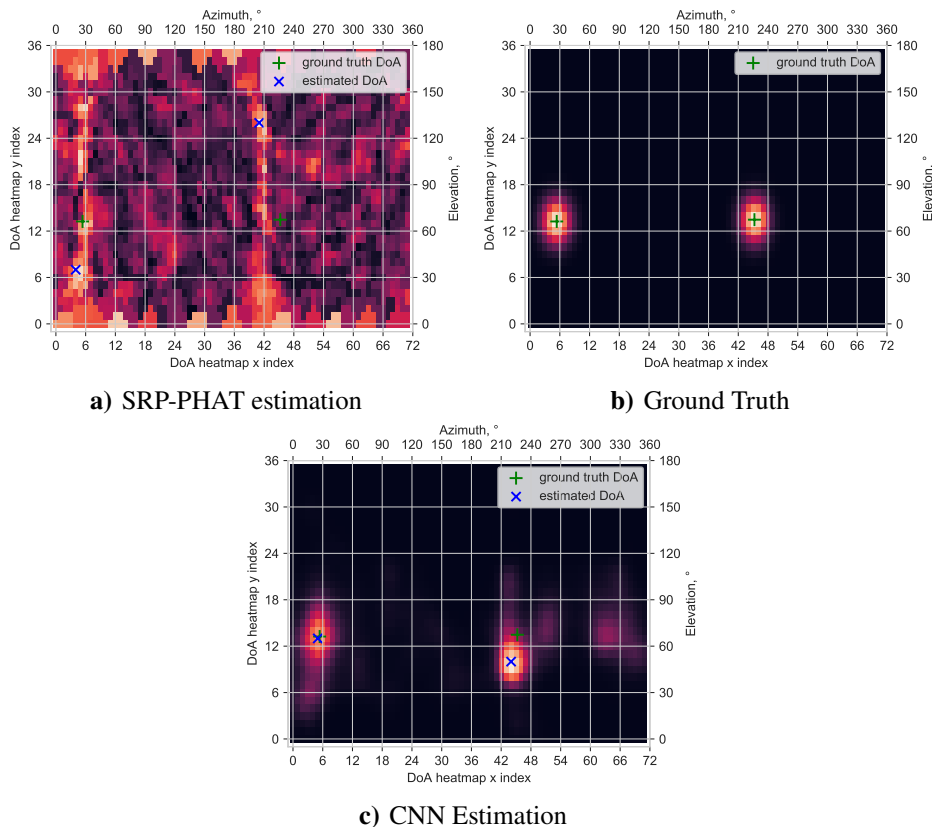 Azimuth, °
0 30 60 90 120 150 180 210 240 270 300 330 360
36 30 24 18 12 6 0
DoA heatmap y index
ground truth DoA
estimated DoA
180 150 120 90 60 30 0
Elevation, °
0 6 12 18 24 30 36 42 48 54 60 66 72
DoA heatmap x index
a) SRP-PHAT estimation
Azimuth, °
0 30 60 90 120 150 180 210 240 270 300 330 360
36 30 24 18 12 6 0
DoA heatmap y index
ground truth DoA
180 150 120 90 60 30 0
Elevation, °
0 6 12 18 24 30 36 42 48 54 60 66 72
DoA heatmap x index
b) Ground Truth
Azimuth, °
0 30 60 90 120 150 180 210 240 270 300 330 360
36 30 24 18 12 6 0
DoA heatmap y index
ground truth DoA
estimated DoA
180 150 120 90 60 30 0
Elevation, °
0 6 12 18 24 30 36 42 48 54 60 66 72
DoA heatmap x index
c) CNN Estimation